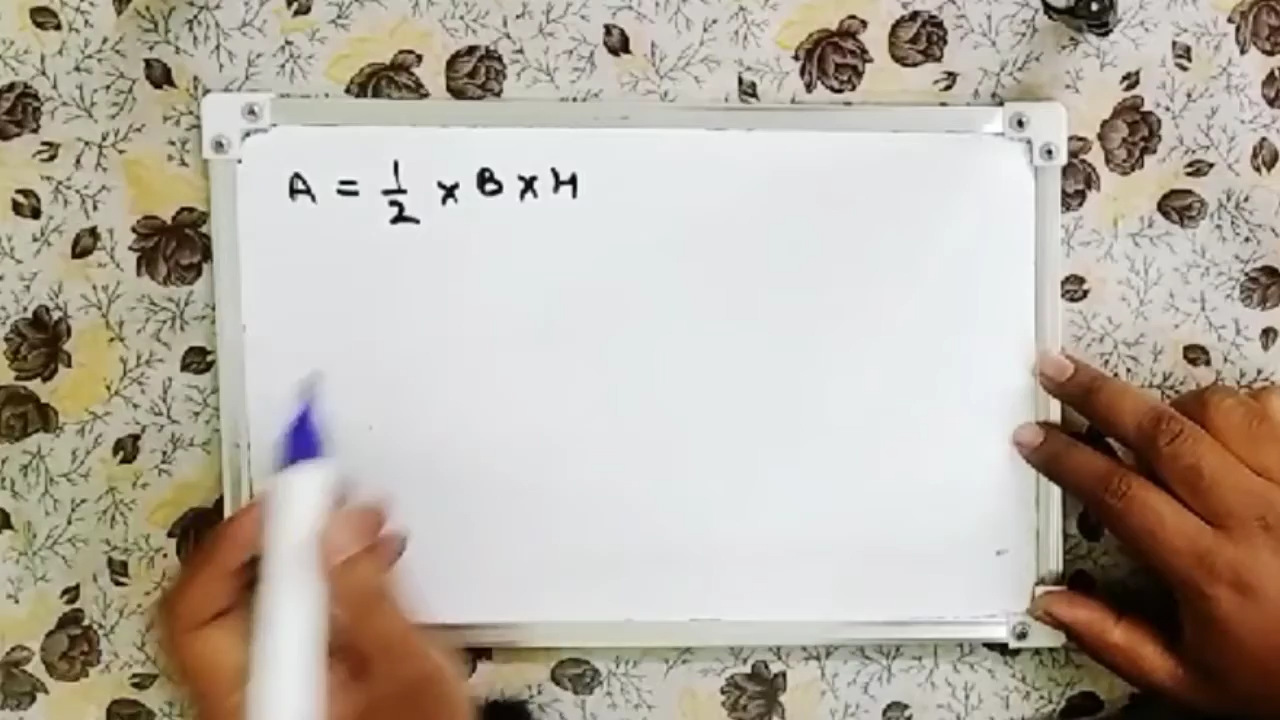 A = 1/2 × B × H